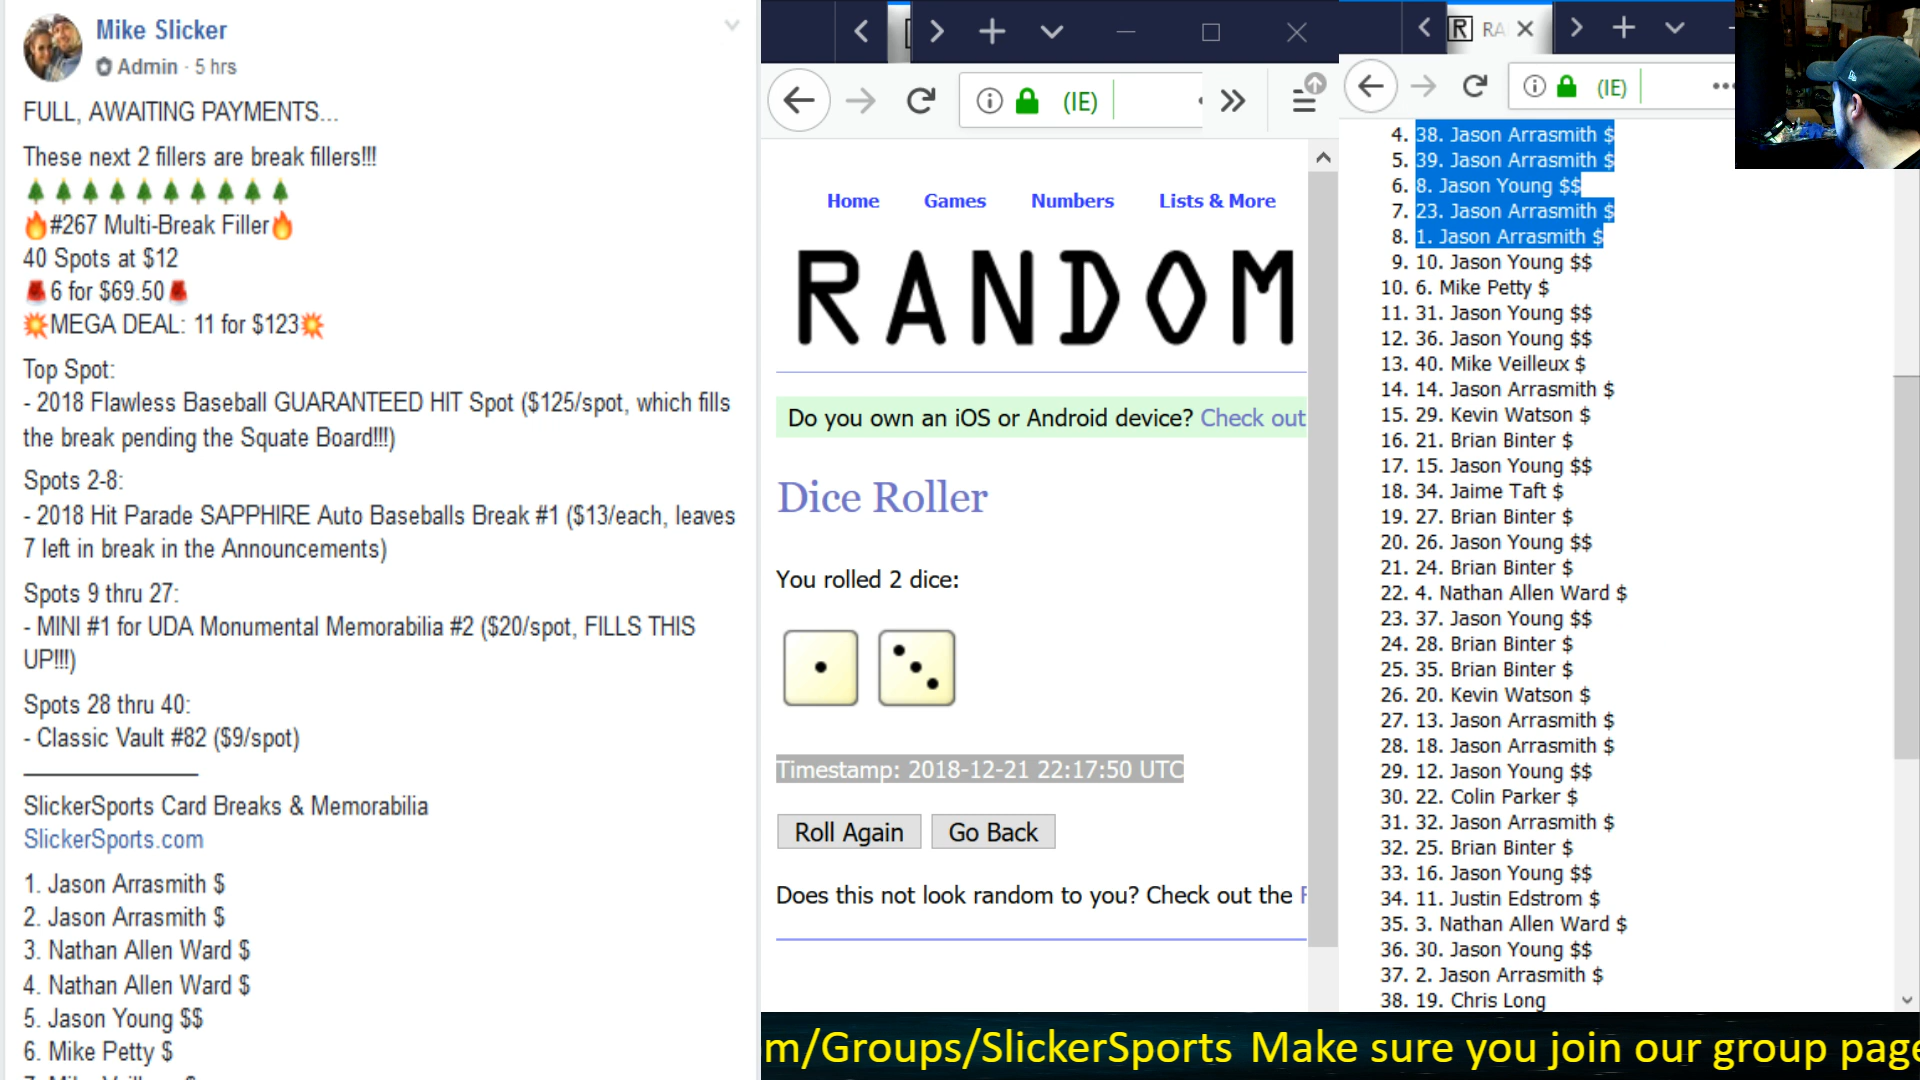 Mike Slicker
Admin · 5 hrs
FULL, AWAITING PAYMENTS...
These next 2 fillers are break fillers!!!
#267 Multi-Break Filler
40 Spots at $12
6 for $69.50
MEGA DEAL: 11 for $123
Top Spot:
- 2018 Flawless Baseball GUARANTEED HIT Spot ($125/spot, which fills
the break pending the Squate Board!!!)
Spots 2-8:
- 2018 Hit Parade SAPPHIRE Auto Baseballs Break #1 ($13/each, leaves
7 left in break in the Announcements)
Spots 9 thru 27:
- MINI #1 for UDA Monumental Memorabilia #2 ($20/spot, FILLS THIS
UP!!!)
Spots 28 thru 40:
- Classic Vault #82 ($9/spot)
SlickerSports Card Breaks & Memorabilia
SlickerSports.com
1. Jason Arrasmith $
2. Jason Arrasmith $
3. Nathan Allen Ward $
4. Nathan Allen Ward $
5. Jason Young $$
6. Mike Petty $
(IE)
Home Games Numbers Lists & More
RANDOM
Do you own an iOS or Android device? Check out
Dice Roller
You rolled 2 dice:
Timestamp: 2018-12-21 22:17:50 UTC
Roll Again Go Back
Does this not look random to you? Check out the
R RA
(IE)
4. 38. Jason Arrasmith $
5. 39. Jason Arrasmith $
6. 8. Jason Young $$
7. 23. Jason Arrasmith $
8. 1. Jason Arrasmith $
9. 10. Jason Young $$
10. 6. Mike Petty $
11. 31. Jason Young $$
12. 36. Jason Young $$
13. 40. Mike Veilleux $
14. 14. Jason Arrasmith $
15. 29. Kevin Watson $
16. 21. Brian Binter $
17. 15. Jason Young $$
18. 34. Jaime Taft $
19. 27. Brian Binter $
20. 26. Jason Young $$
21. 24. Brian Binter $
22. 4. Nathan Allen Ward $
23. 37. Jason Young $$
24. 28. Brian Binter $
25. 35. Brian Binter $
26. 20. Kevin Watson $
27. 13. Jason Arrasmith $
28. 18. Jason Arrasmith $
29. 12. Jason Young $$
30. 22. Colin Parker $
31. 32. Jason Arrasmith $
32. 25. Brian Binter $
33. 16. Jason Young $$
34. 11. Justin Edstrom $
35. 3. Nathan Allen Ward $
36. 30. Jason Young $$
37. 2. Jason Arrasmith $
38. 19. Chris Long
m/Groups/SlickerSports Make sure you join our group page